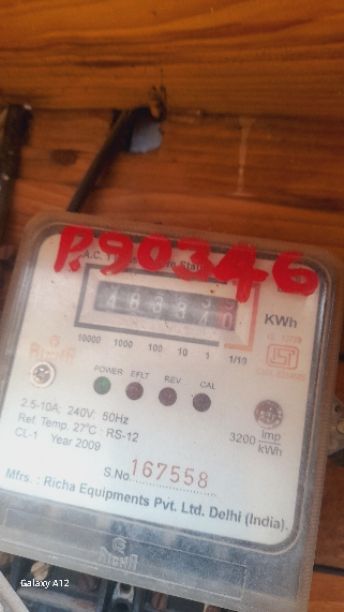 P.90346
KWh
10000 1000 100 10 1 1/10
RICHA
POWER EFLT REV. CAL
2.5-10A; 240V; 50Hz
Ref. Temp. 27°C : RS-12
CL-1 Year 2009
3200 imp/kWh
S.No. 167558
Mfrs. : Richa Equipments Pvt. Ltd. Delhi (India).
RICHA
Galaxy A12